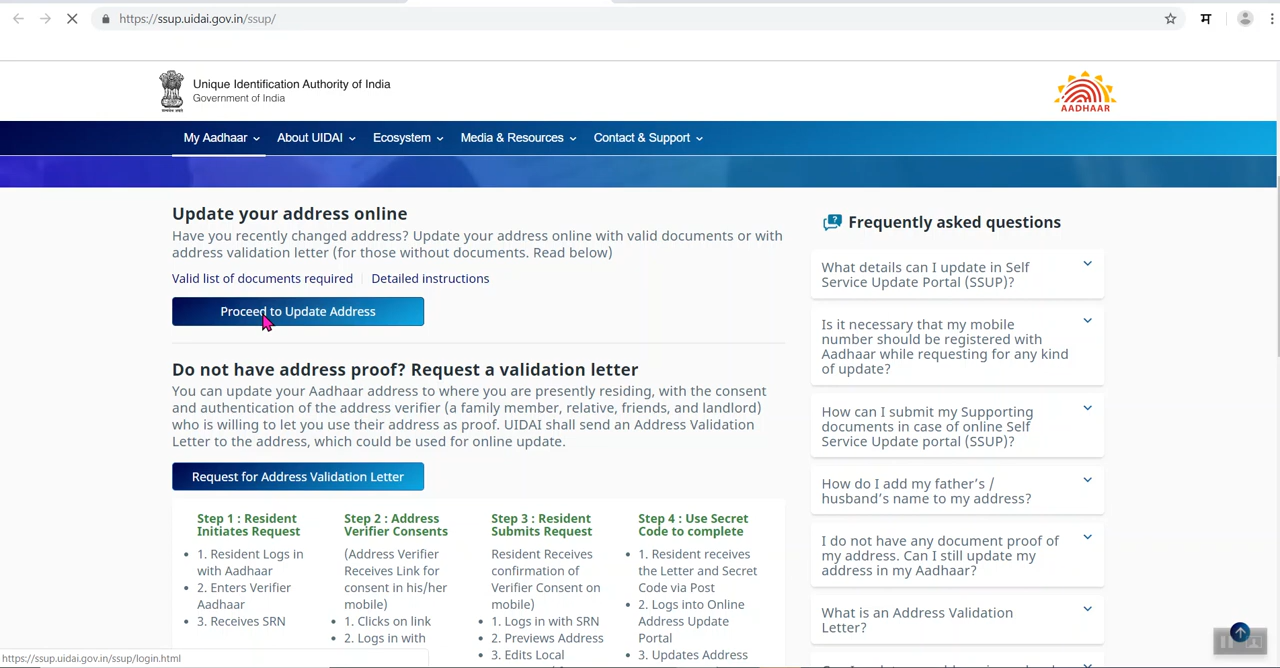 https://ssup.uidai.gov.in/ssup/
म
Unique Identification Authority of India
Government of India
AADHAAR
My Aadhaar
About UIDAI
Ecosystem
Media & Resources
Contact & Support
Update your address online
Have you recently changed address? Update your address online with valid documents or with
address validation letter (for those without documents. Read below)
Valid list of documents required
Detailed instructions
Proceed to Update Address
Do not have address proof? Request a validation letter
You can update your Aadhaar address to where you are presently residing, with the consent
and authentication of the address verifier (a family member, relative, friends, and landlord)
who is willing to let you use their address as proof. UIDAI shall send an Address Validation
Letter to the address, which could be used for online update.
Request for Address Validation Letter
Step 1 : Resident
Initiates Request
1. Resident Logs in
with Aadhaar
2. Enters Verifier
Aadhaar
3. Receives SRN
Step 2 : Address
Verifier Consents
(Address Verifier
Receives Link for
consent in his/her
mobile)
1. Clicks on link
2. Logs in with
Step 3 : Resident
Submits Request
Resident Receives
confirmation of
Verifier Consent on
mobile)
1. Logs in with SRN
2. Previews Address
3. Edits Local
Step 4 : Use Secret
Code to complete
1. Resident receives
the Letter and Secret
Code via Post
2. Logs into Online
Address Update
Portal
3. Updates Address
Frequently asked questions
What details can I update in Self
Service Update Portal (SSUP)?
Is it necessary that my mobile
number should be registered with
Aadhaar while requesting for any kind
of update?
How can I submit my Supporting
documents in case of online Self
Service Update portal (SSUP)?
How do I add my father's /
husband's name to my address?
I do not have any document proof of
my address. Can I still update my
address in my Aadhaar?
What is an Address Validation
Letter?
https://ssup.uidai.gov.in/ssup/login.html